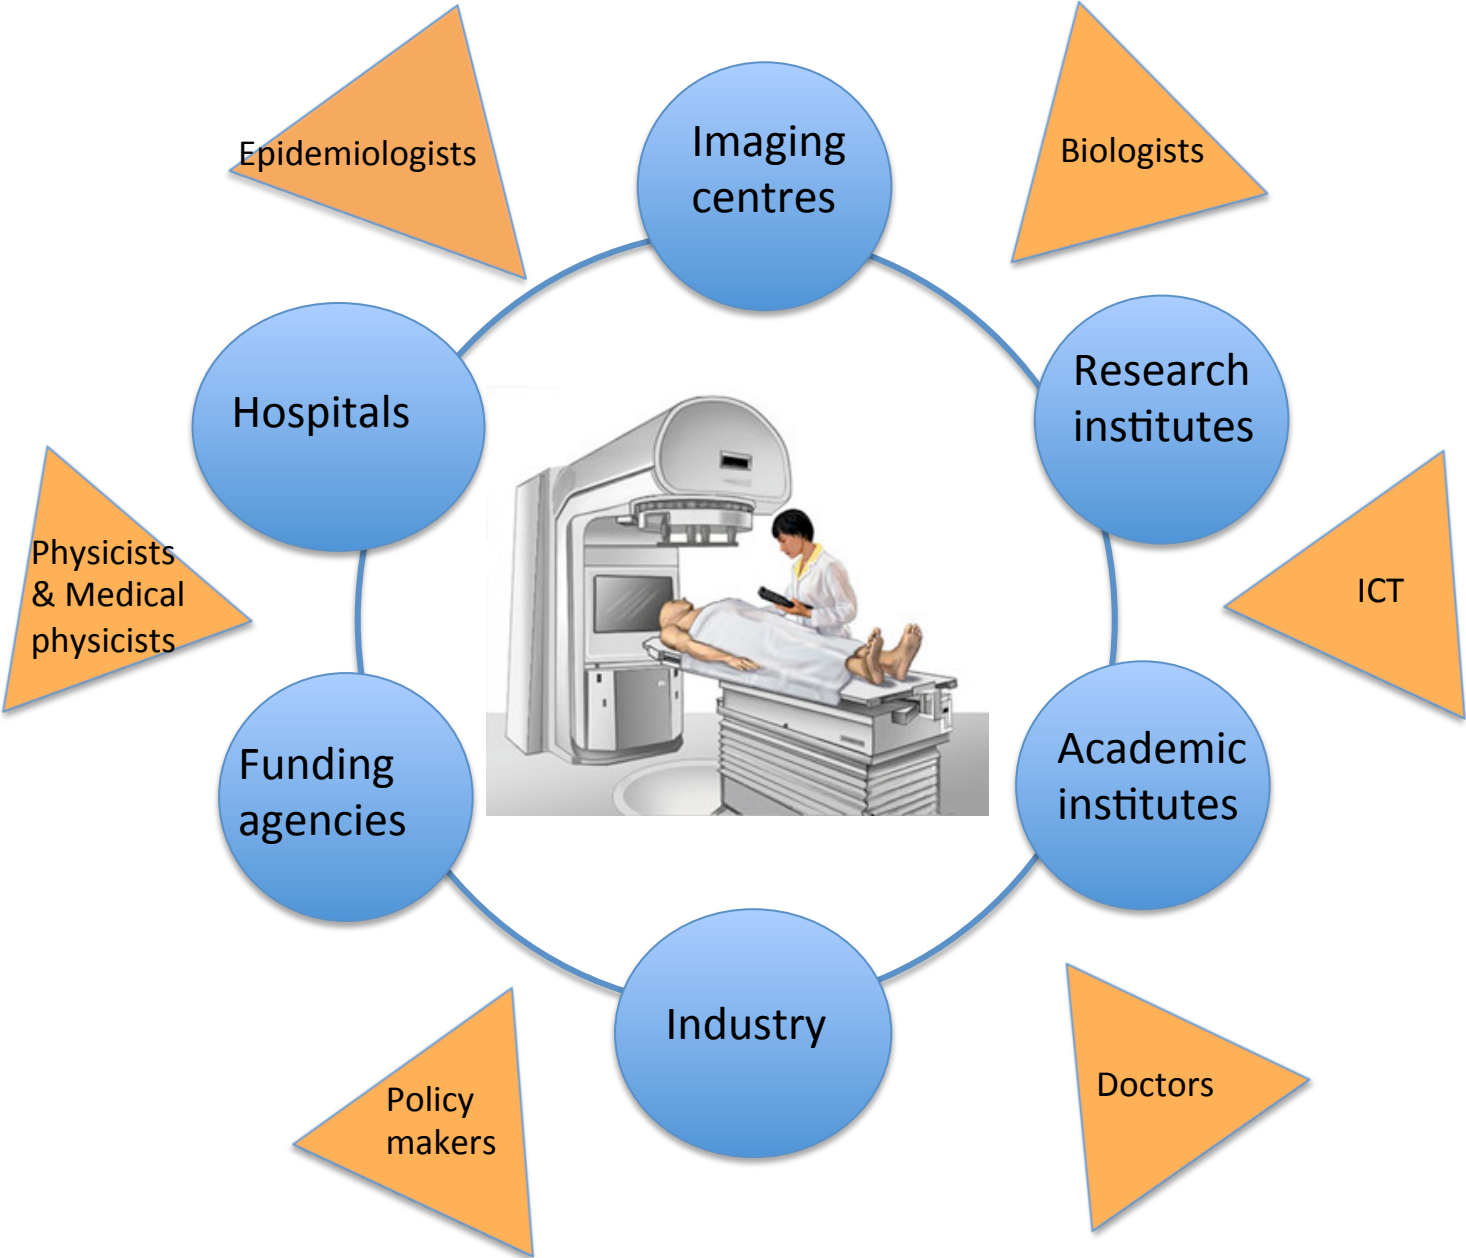 Epidemiologists
Imaging
centres
Biologists
Hospitals
Research
institutes
Physicists
& Medical
physicists
ICT
Funding
agencies
Academic
institutes
Industry
Policy
makers
Doctors